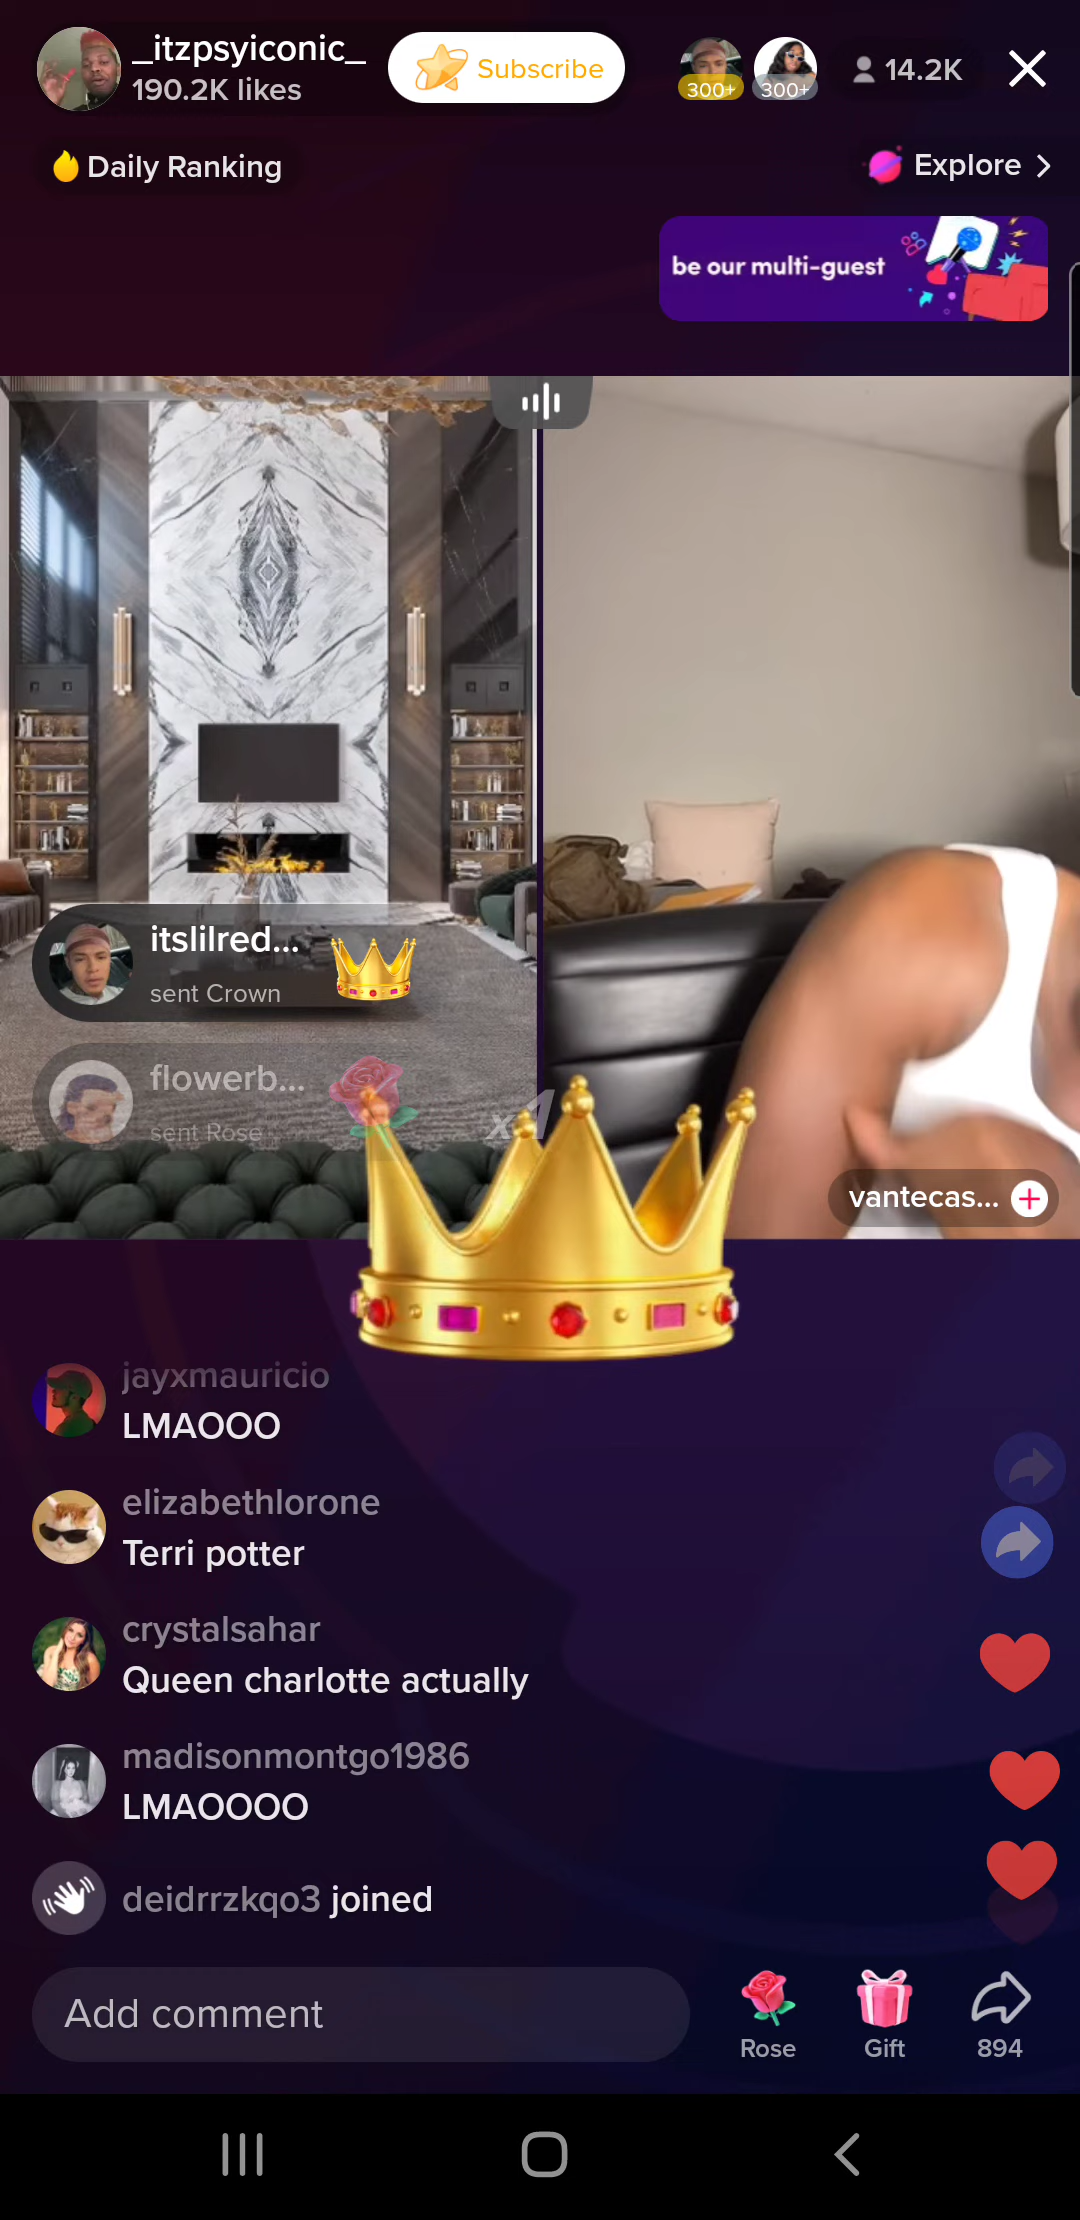 _itzpsyiconic_
190.2K likes
Subscribe
300+
300+
14.2K
Daily Ranking
Explore
be our multi-guest
itslilred...
sent Crown
flowerb...
sent Rose
x1
vantecas...
jayxmauricio
LMAOOO
elizabethlorone
Terri potter
crystalsahar
Queen charlotte actually
madisonmontgo1986
LMAOOOO
deidrrzkqo3 joined
Add comment
Rose
Gift
894